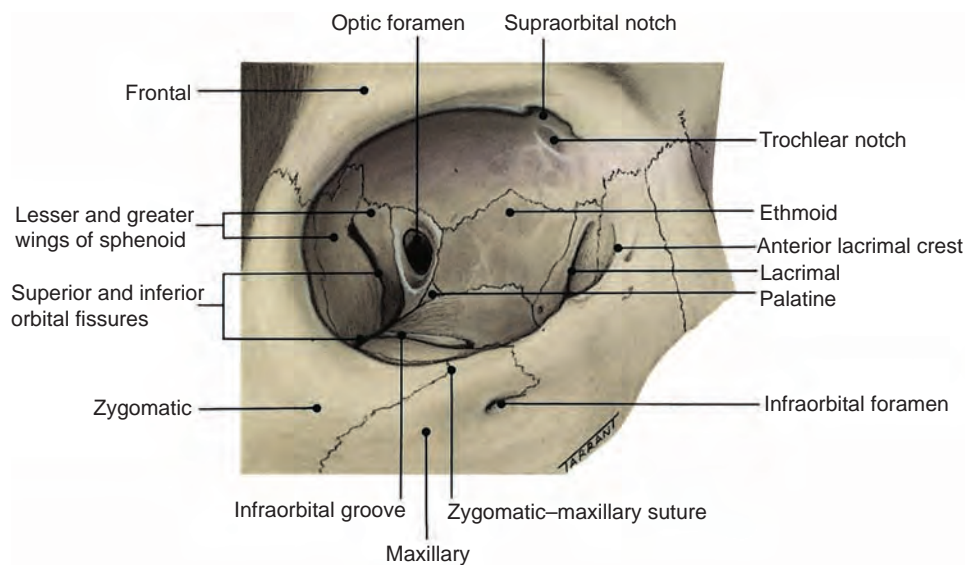 Optic foramen
Supraorbital notch
Frontal
Trochlear notch
Lesser and greater
wings of sphenoid
Ethmoid
Anterior lacrimal crest
Lacrimal
Palatine
Superior and inferior
orbital fissures
Zygomatic
Infraorbital foramen
TARRANT
Infraorbital groove
Zygomatic–maxillary suture
Maxillary